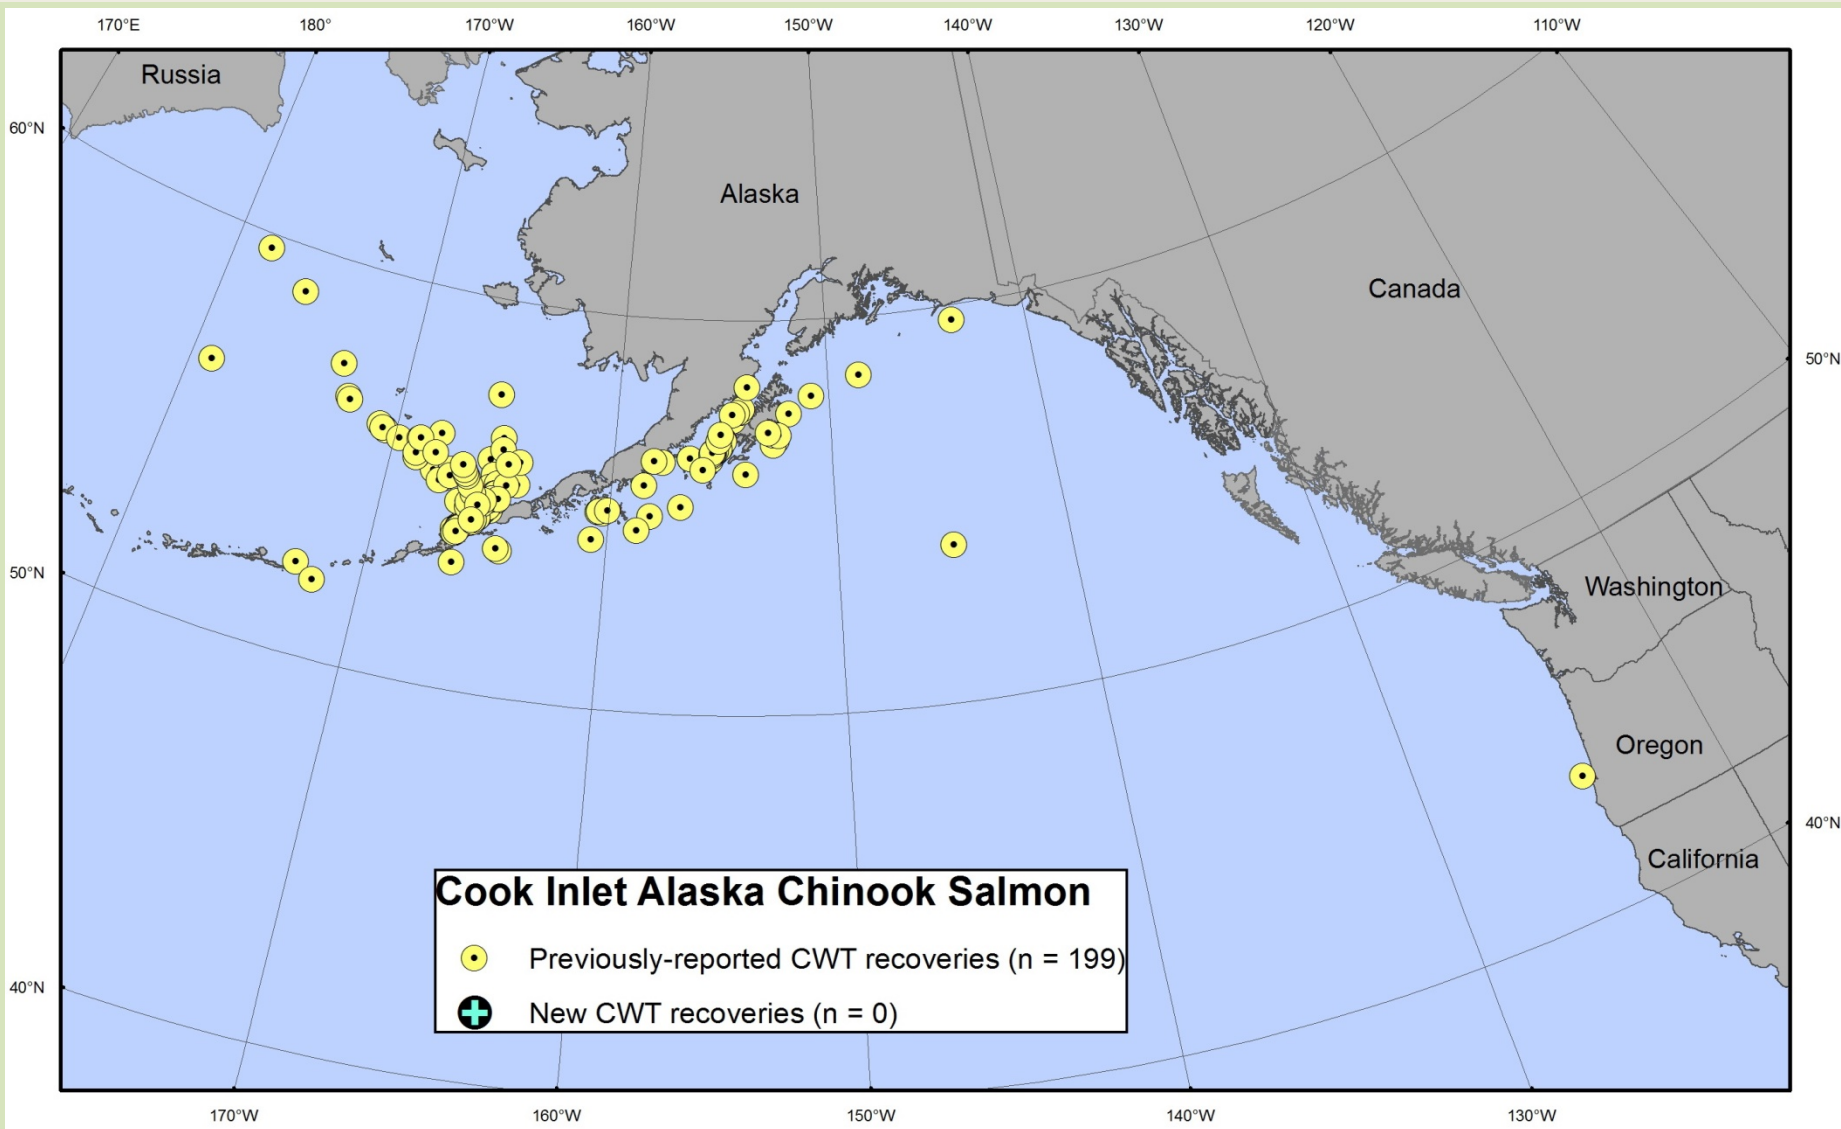 170°E 180° 170°W 160°W 150°W 140°W 130°W 120°W 110°W
Russia
60°N
Alaska
Canada
50°N
50°N
Washington
Oregon
40°N
California
Cook Inlet Alaska Chinook Salmon
Previously-reported CWT recoveries (n = 199)
40°N
New CWT recoveries (n = 0)
170°W 160°W 150°W 140°W 130°W